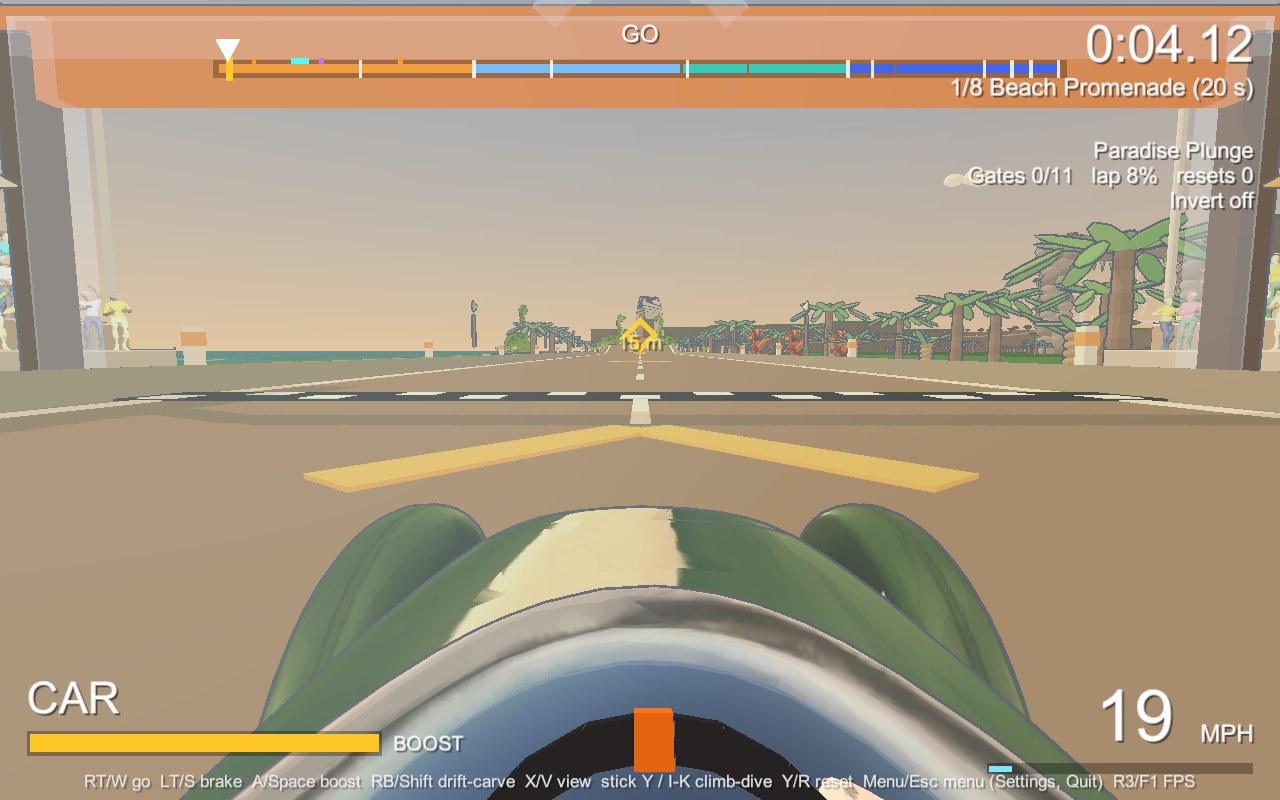 GO
0:04.12
1/8 Beach Promenade (20 s)
Paradise Plunge
Gates 0/11 lap 8% resets 0
Invert off
15 m
CAR
BOOST
19 MPH
RT/W go LT/S brake A/Space boost RB/Shift drift-carve X/V view stick Y / I-K climb-dive Y/R reset Menu/Esc menu (Settings, Quit) R3/F1 FPS